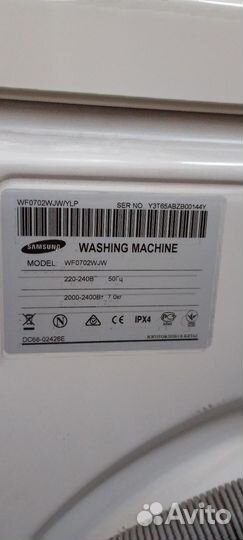 WF0702WJW/YLP SER NO. Y3T65ABZB00144Y
SAMSUNG WASHING MACHINE
MODEL: WF0702WJW
220-240В~ 50Гц
2000-2400Вт 7.0кг
CE IPX4
DC68-02426E
Avito